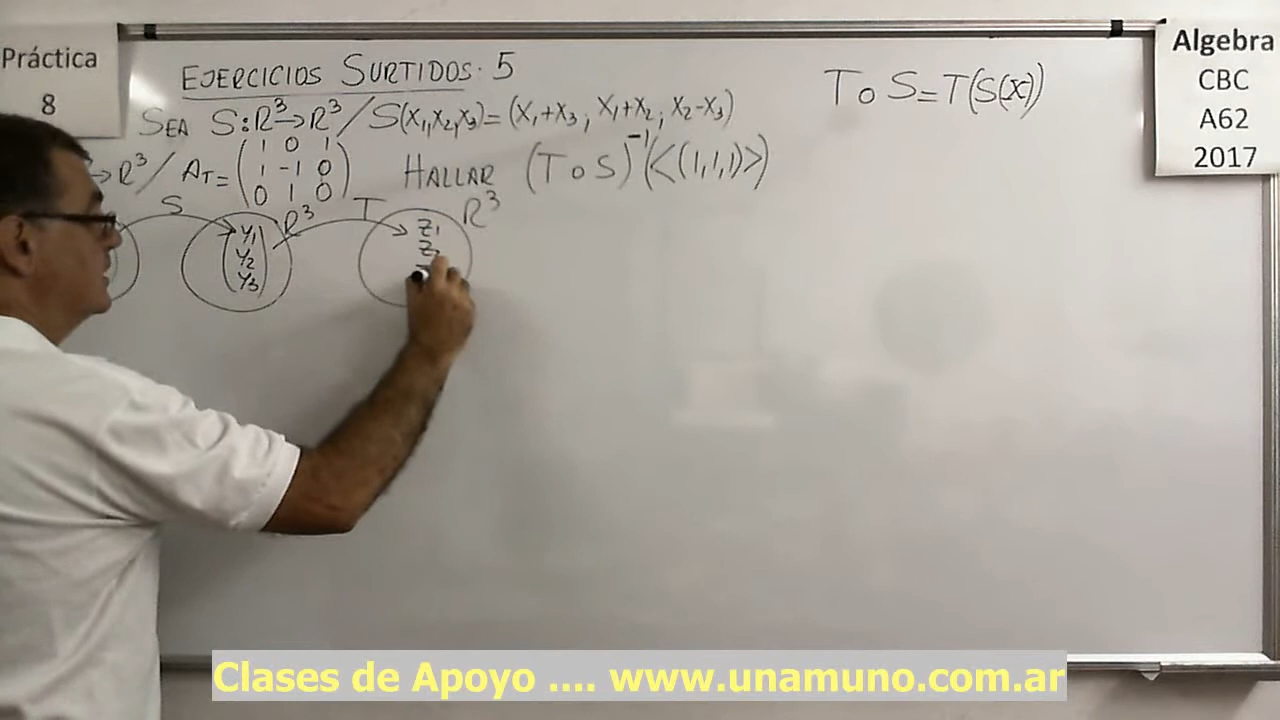 Práctica
8
EJERCICIOS SURTIDOS. 5
SEA S: R³→R³ / S(X₁,X₂,X₃) = (X₁+X₃ ; X₁+X₂ ; X₂-X₃)
→ R³ / A_T = (1 0 1
1 -1 0
0 1 0)
HALLAR (T o S)⁻¹(<(1,1,1)>)
S
R³
T
R³
(Y₁
Y₂
Y₃)
Z₁
T o S = T(S(X))
Algebra
CBC
A62
2017
Clases de Apoyo .... www.unamuno.com.ar